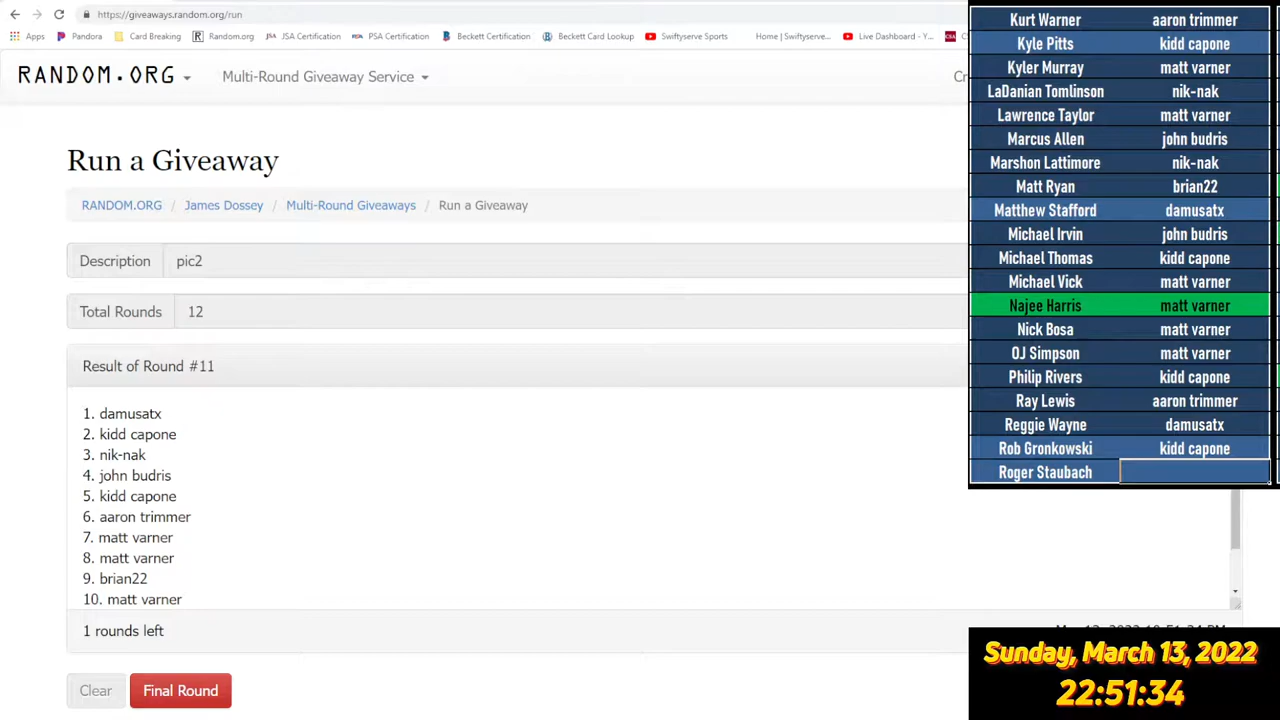 https://giveaways.random.org/run
Apps Pandora Card Breaking Random.org JSA Certification PSA Certification Beckett Certification Beckett Card Lookup Swiftyserve Home | Swiftyserve... Live Dashboard - Y...
RANDOM.ORG Multi-Round Giveaway Service
Run a Giveaway
RANDOM.ORG / James Dossey / Multi-Round Giveaways / Run a Giveaway
Description pic2
Total Rounds 12
Result of Round #11
1. damusatx
2. kidd capone
3. nik-nak
4. john budris
5. kidd capone
6. aaron trimmer
7. matt varner
8. matt varner
9. brian22
10. matt varner
1 rounds left
Clear Final Round
Kurt Warner aaron trimmer
Kyle Pitts kidd capone
Kyler Murray matt varner
LaDanian Tomlinson nik-nak
Lawrence Taylor matt varner
Marcus Allen john budris
Marshon Lattimore nik-nak
Matt Ryan brian22
Matthew Stafford damusatx
Michael Irvin john budris
Michael Thomas kidd capone
Michael Vick matt varner
Najee Harris matt varner
Nick Bosa matt varner
OJ Simpson matt varner
Philip Rivers kidd capone
Ray Lewis aaron trimmer
Reggie Wayne damusatx
Rob Gronkowski kidd capone
Roger Staubach
Sunday, March 13, 2022
22:51:34